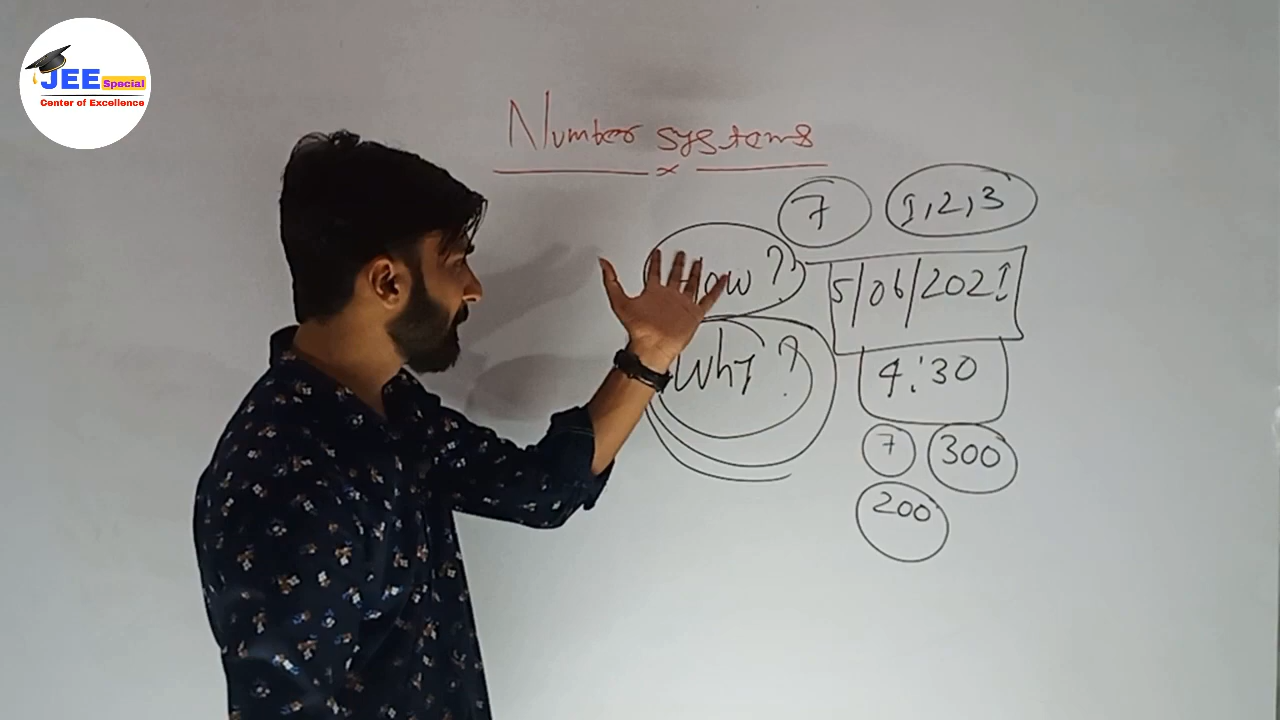 JEE Special
Center of Excellence
Number systems
7
1,2,3
How?
5/06/2021
Why?
4:30
7
300
200